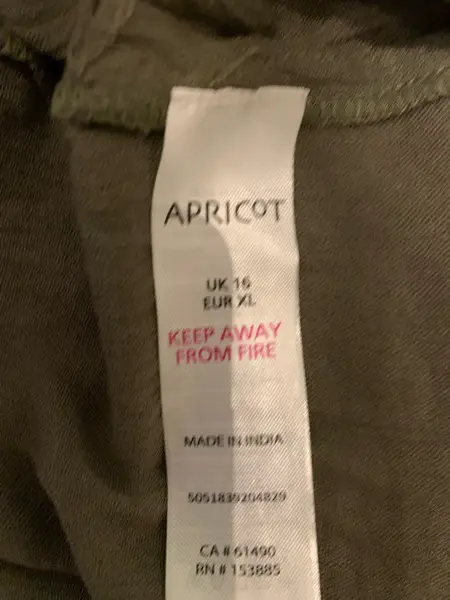 APRICOT
UK 16
EUR XL
KEEP AWAY
FROM FIRE
MADE IN INDIA
5051839204829
CA # 61490
RN # 153885